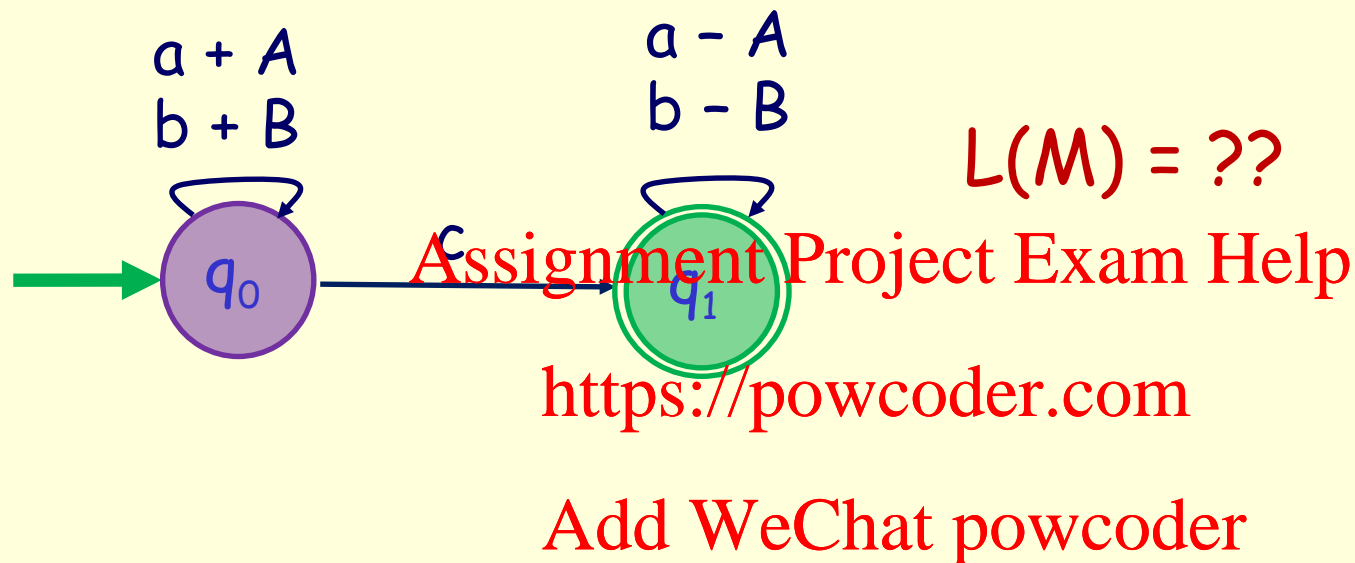 a + A
b + B
a - A
b - B
L(M) = ??
c
Assignment Project Exam Help
q0
q1
https://powcoder.com
Add WeChat powcoder